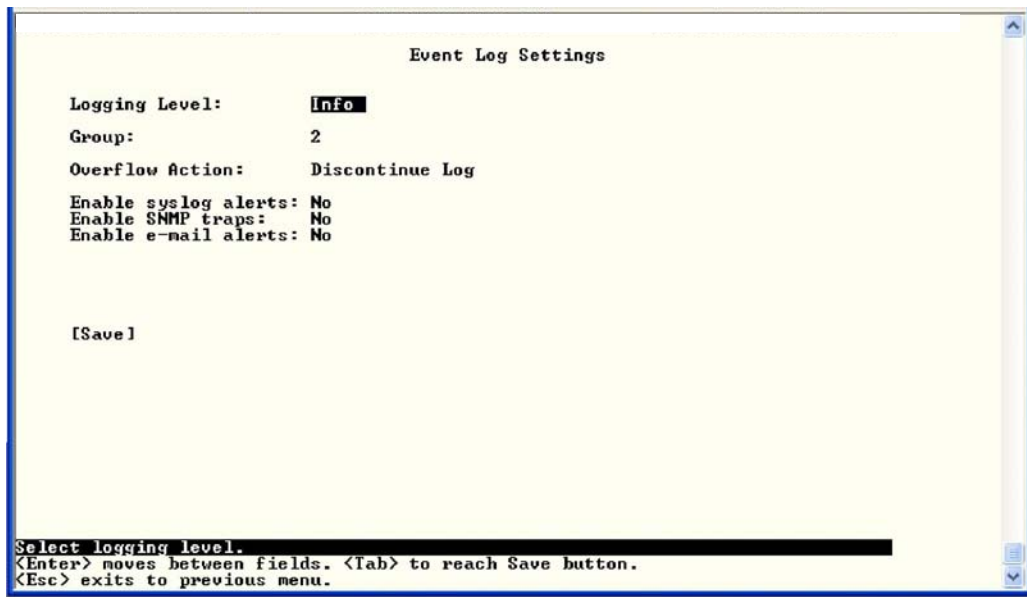 Event Log Settings
Logging Level: Info
Group: 2
Overflow Action: Discontinue Log
Enable syslog alerts: No
Enable SNMP traps: No
Enable e-mail alerts: No
[Save]
Select logging level.
<Enter> moves between fields. <Tab> to reach Save button.
<Esc> exits to previous menu.